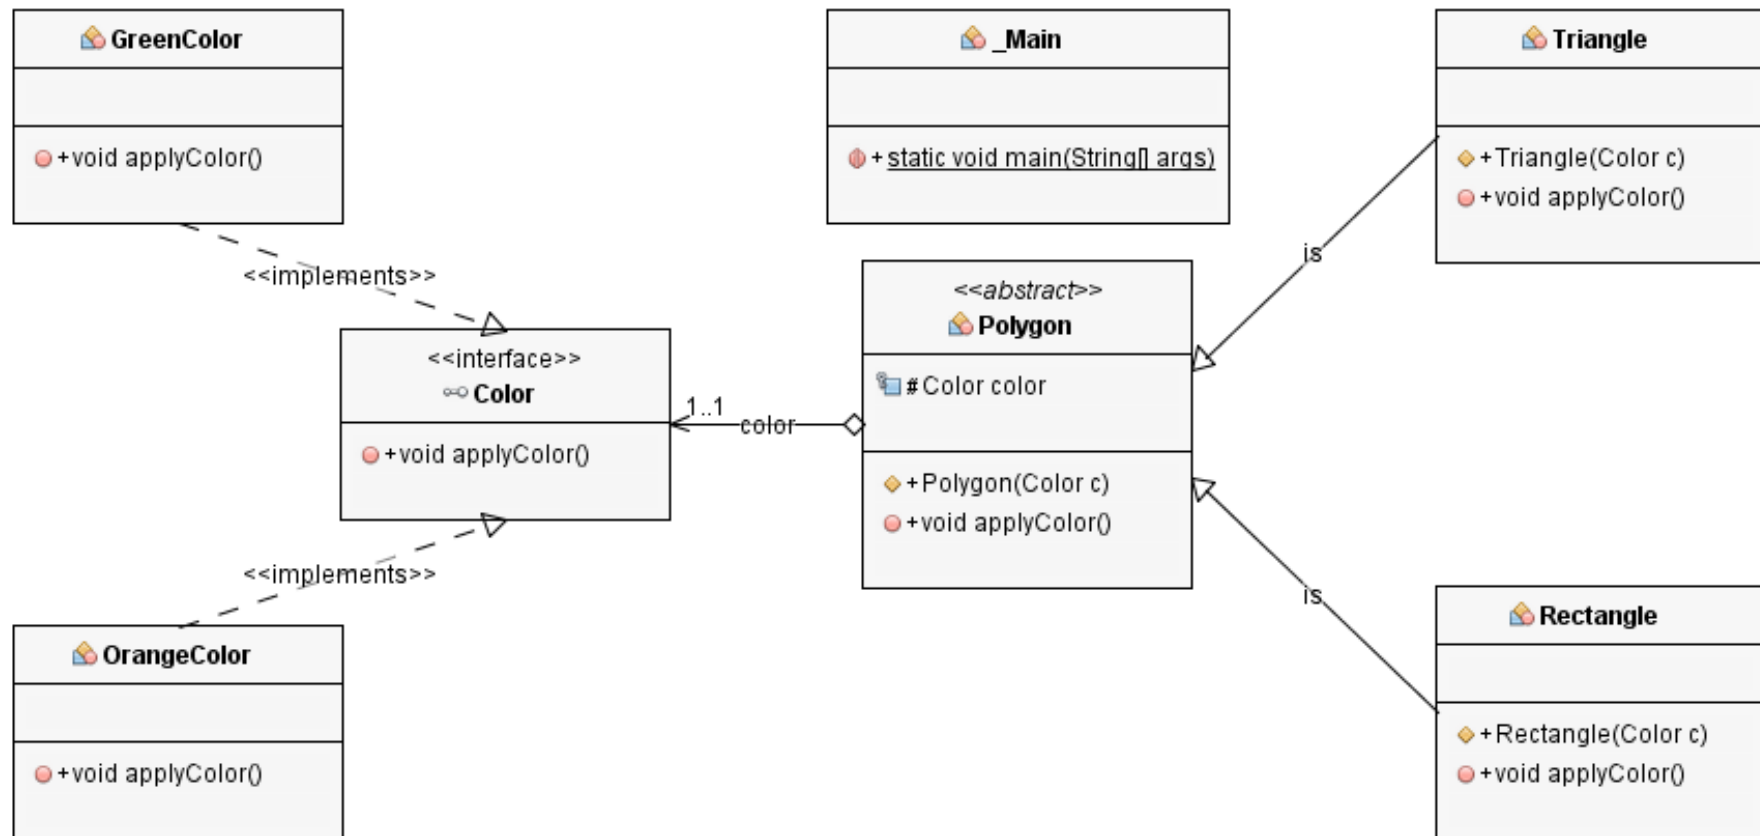 GreenColor
+void applyColor()
_Main
+static void main(String[] args)
Triangle
+Triangle(Color c)
+void applyColor()
<<implements>>
is
<<interface>>
Color
+void applyColor()
1..1
color
<<abstract>>
Polygon
#Color color
+Polygon(Color c)
+void applyColor()
<<implements>>
is
OrangeColor
+void applyColor()
Rectangle
+Rectangle(Color c)
+void applyColor()